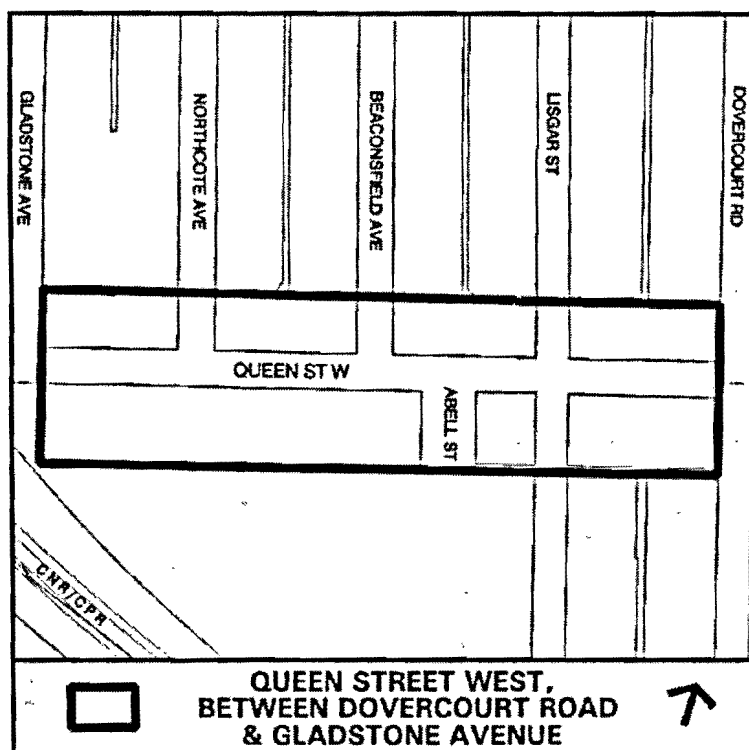 GLADSTONE AVE
NORTHCOTE AVE
BEACONSFIELD AVE
LISGAR ST
DOVERCOURT RD
QUEEN ST W
ABELL ST
CNR/CPR
QUEEN STREET WEST,
BETWEEN DOVERCOURT ROAD
& GLADSTONE AVENUE